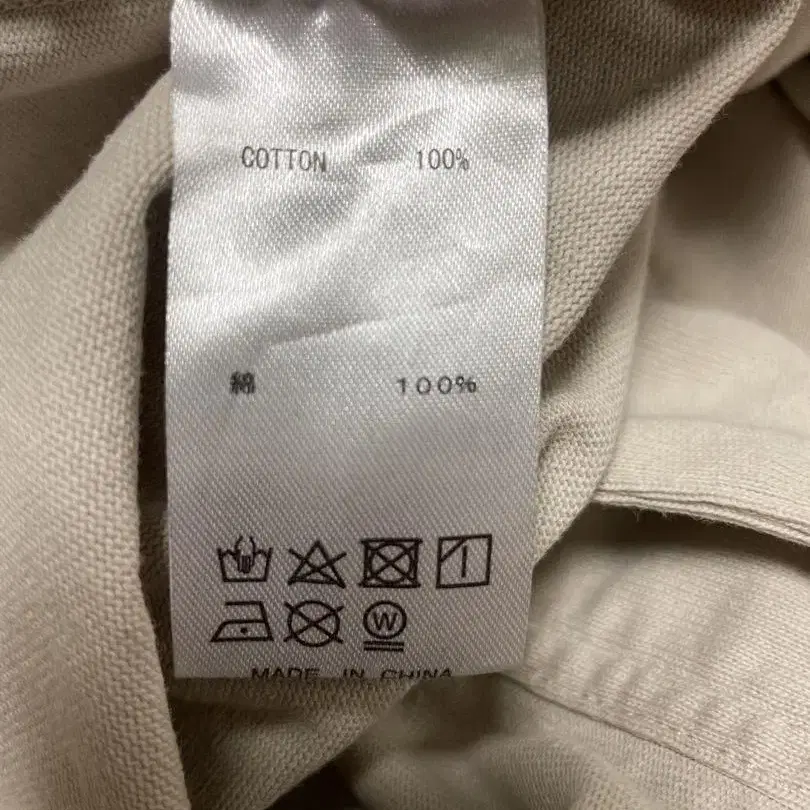 COTTON 100%
綿 100%
W
MADE IN CHINA